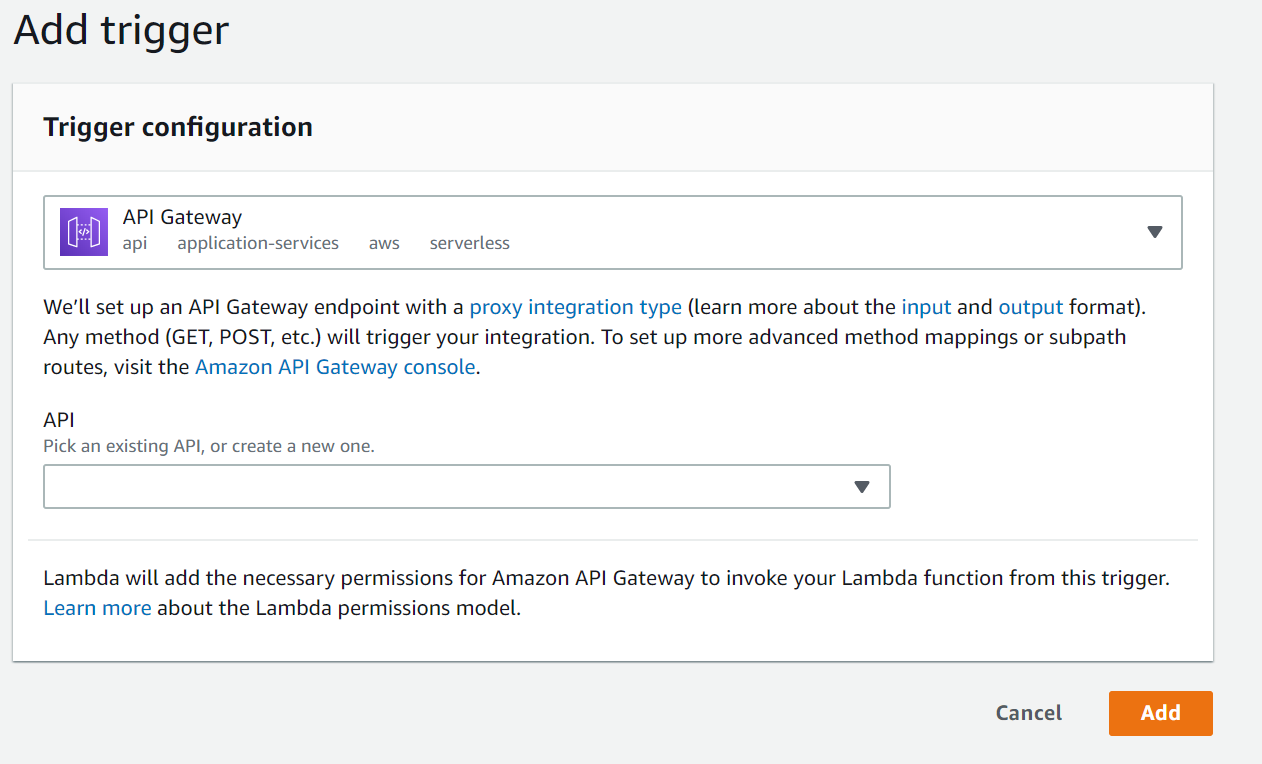 Add trigger
Trigger configuration
API Gateway
api application-services aws serverless
We’ll set up an API Gateway endpoint with a proxy integration type (learn more about the input and output format).
Any method (GET, POST, etc.) will trigger your integration. To set up more advanced method mappings or subpath
routes, visit the Amazon API Gateway console.
API
Pick an existing API, or create a new one.
Lambda will add the necessary permissions for Amazon API Gateway to invoke your Lambda function from this trigger.
Learn more about the Lambda permissions model.
Cancel Add